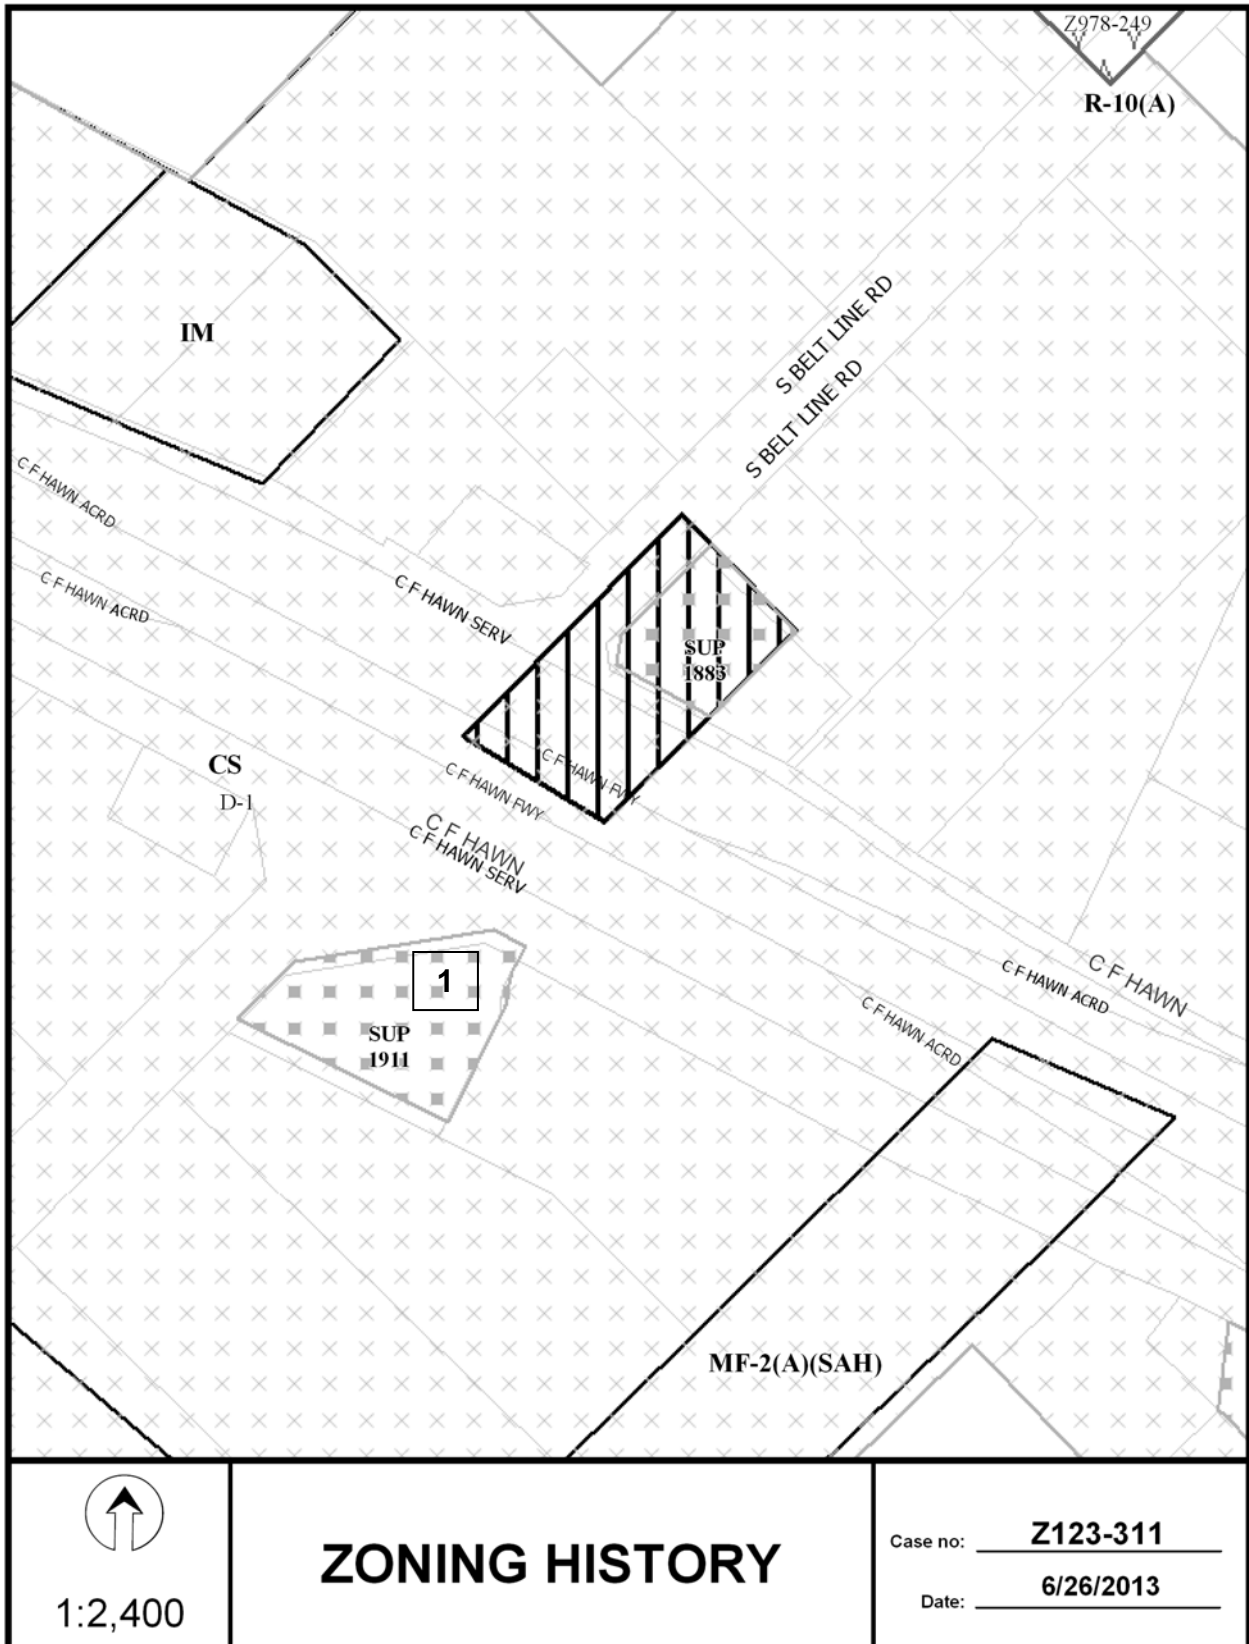 Z978-249
R-10(A)
S BELT LINE RD
IM
S BELT LINE RD
C F HAWN ACRD
C F HAWN ACRD
C F HAWN SERV
SUP
1883
C F HAWN FWY
C F HAWN FWY
CS
D-1
C F HAWN
C F HAWN SERV
1
C F HAWN
C F HAWN ACRD
C F HAWN ACRD
SUP
1911
MF-2(A)(SAH)
1:2,400
ZONING HISTORY
Case no: Z123-311
Date: 6/26/2013